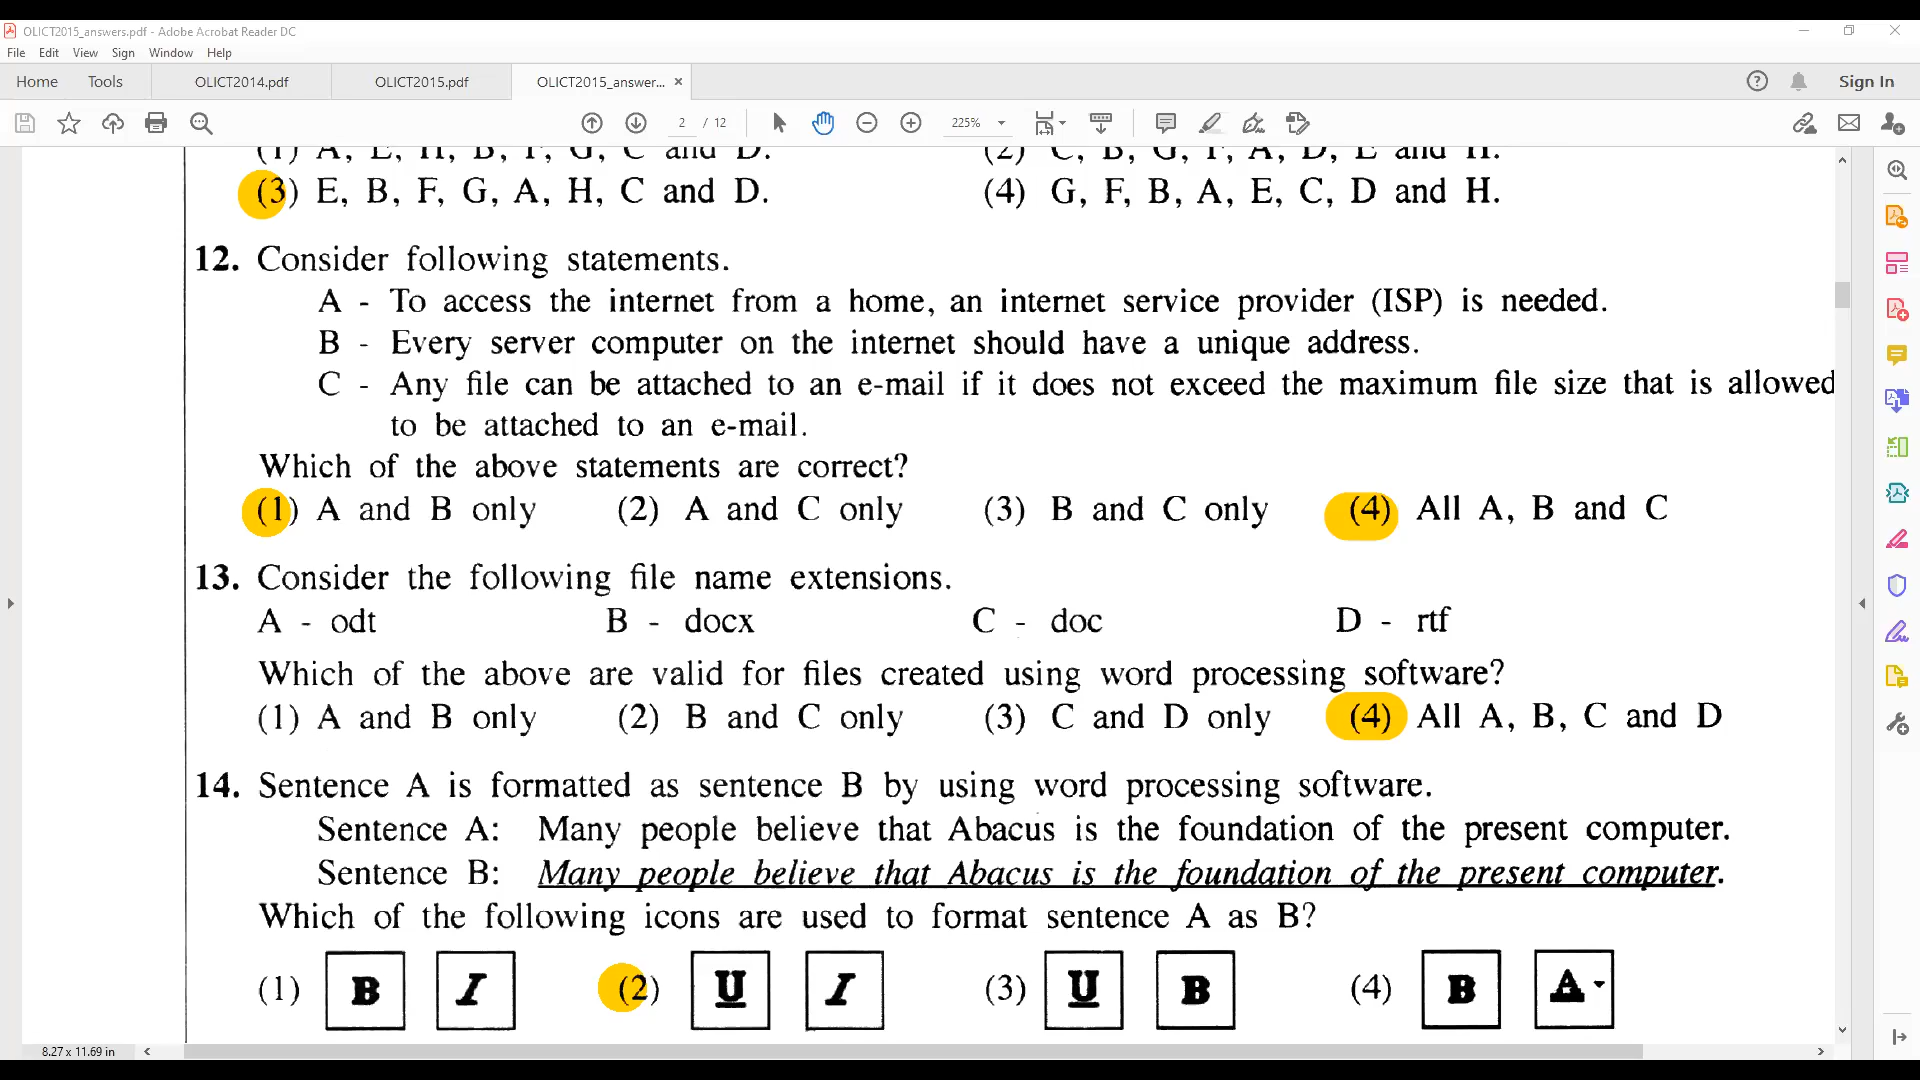 OLICT2015_answers.pdf - Adobe Acrobat Reader DC
File Edit View Sign Window Help
Home Tools OLICT2014.pdf OLICT2015.pdf OLICT2015_answer... × Sign In
2 / 12 225%
(1) A, E, H, B, F, G, C and D. (2) C, B, G, F, A, D, E and H.
(3) E, B, F, G, A, H, C and D. (4) G, F, B, A, E, C, D and H.
12. Consider following statements.
A - To access the internet from a home, an internet service provider (ISP) is needed.
B - Every server computer on the internet should have a unique address.
C - Any file can be attached to an e-mail if it does not exceed the maximum file size that is allowed
to be attached to an e-mail.
Which of the above statements are correct?
(1) A and B only (2) A and C only (3) B and C only (4) All A, B and C
13. Consider the following file name extensions.
A - odt B - docx C - doc D - rtf
Which of the above are valid for files created using word processing software?
(1) A and B only (2) B and C only (3) C and D only (4) All A, B, C and D
14. Sentence A is formatted as sentence B by using word processing software.
Sentence A: Many people believe that Abacus is the foundation of the present computer.
Sentence B: Many people believe that Abacus is the foundation of the present computer.
Which of the following icons are used to format sentence A as B?
(1) B I (2) U I (3) U B (4) B A
8.27 x 11.69 in